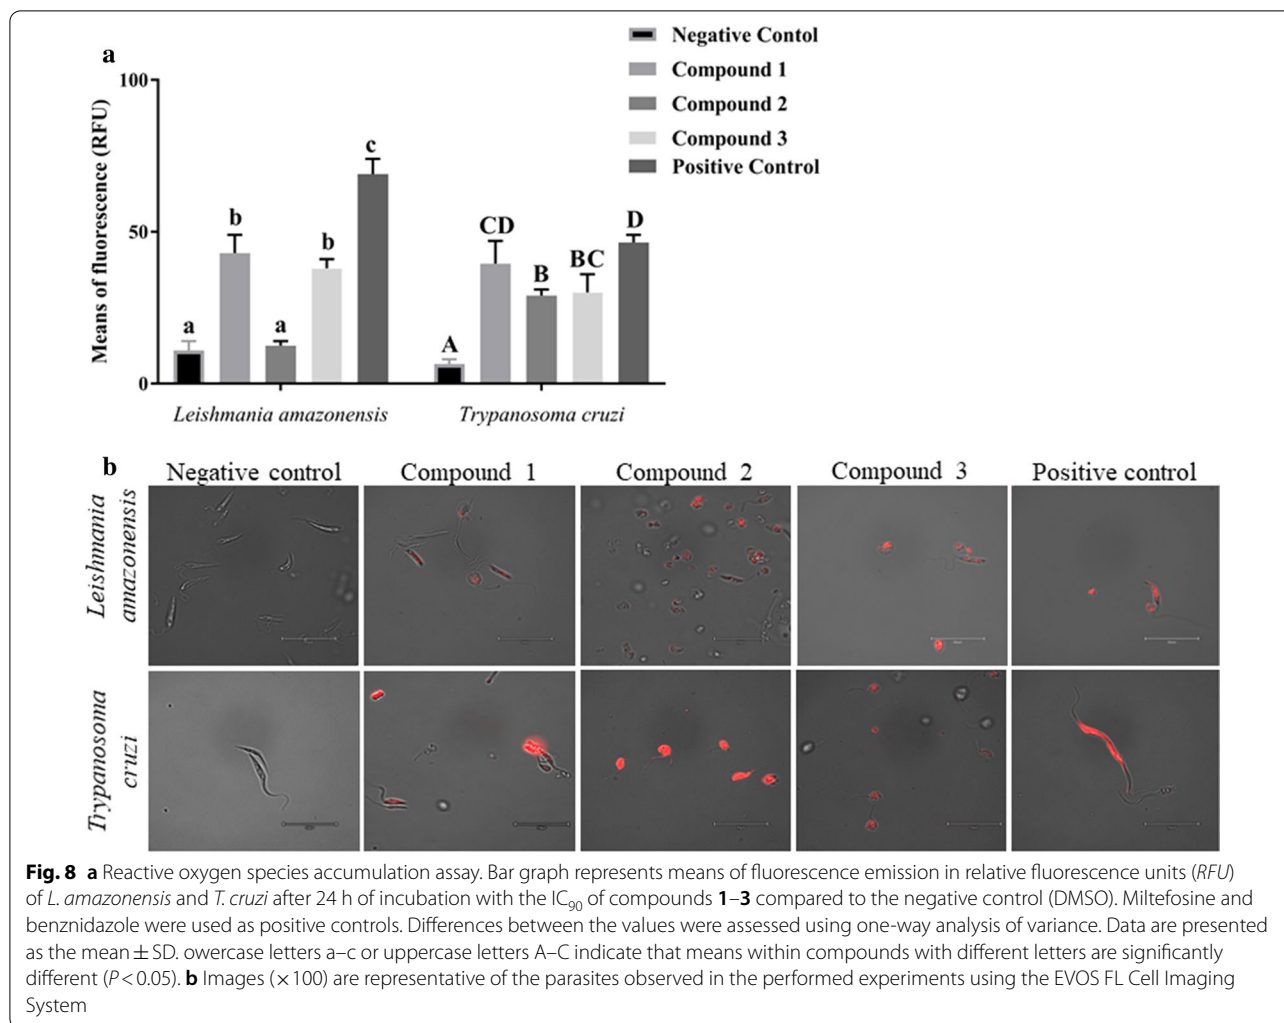 a
Negative Contol
Compound 1
Compound 2
Compound 3
Positive Control
Means of fluorescence (RFU)
100
50
0
a
b
a
b
c
A
CD
B
BC
D
Leishmania amazonensis
Trypanosoma cruzi
b
Negative control
Compound 1
Compound 2
Compound 3
Positive control
Leishmania
amazonensis
Trypanosoma
cruzi
Fig. 8 a Reactive oxygen species accumulation assay. Bar graph represents means of fluorescence emission in relative fluorescence units (RFU)
of L. amazonensis and T. cruzi after 24 h of incubation with the IC90 of compounds 1–3 compared to the negative control (DMSO). Miltefosine and
benznidazole were used as positive controls. Differences between the values were assessed using one-way analysis of variance. Data are presented
as the mean ± SD. owercase letters a–c or uppercase letters A–C indicate that means within compounds with different letters are significantly
different (P < 0.05). b Images (× 100) are representative of the parasites observed in the performed experiments using the EVOS FL Cell Imaging
System